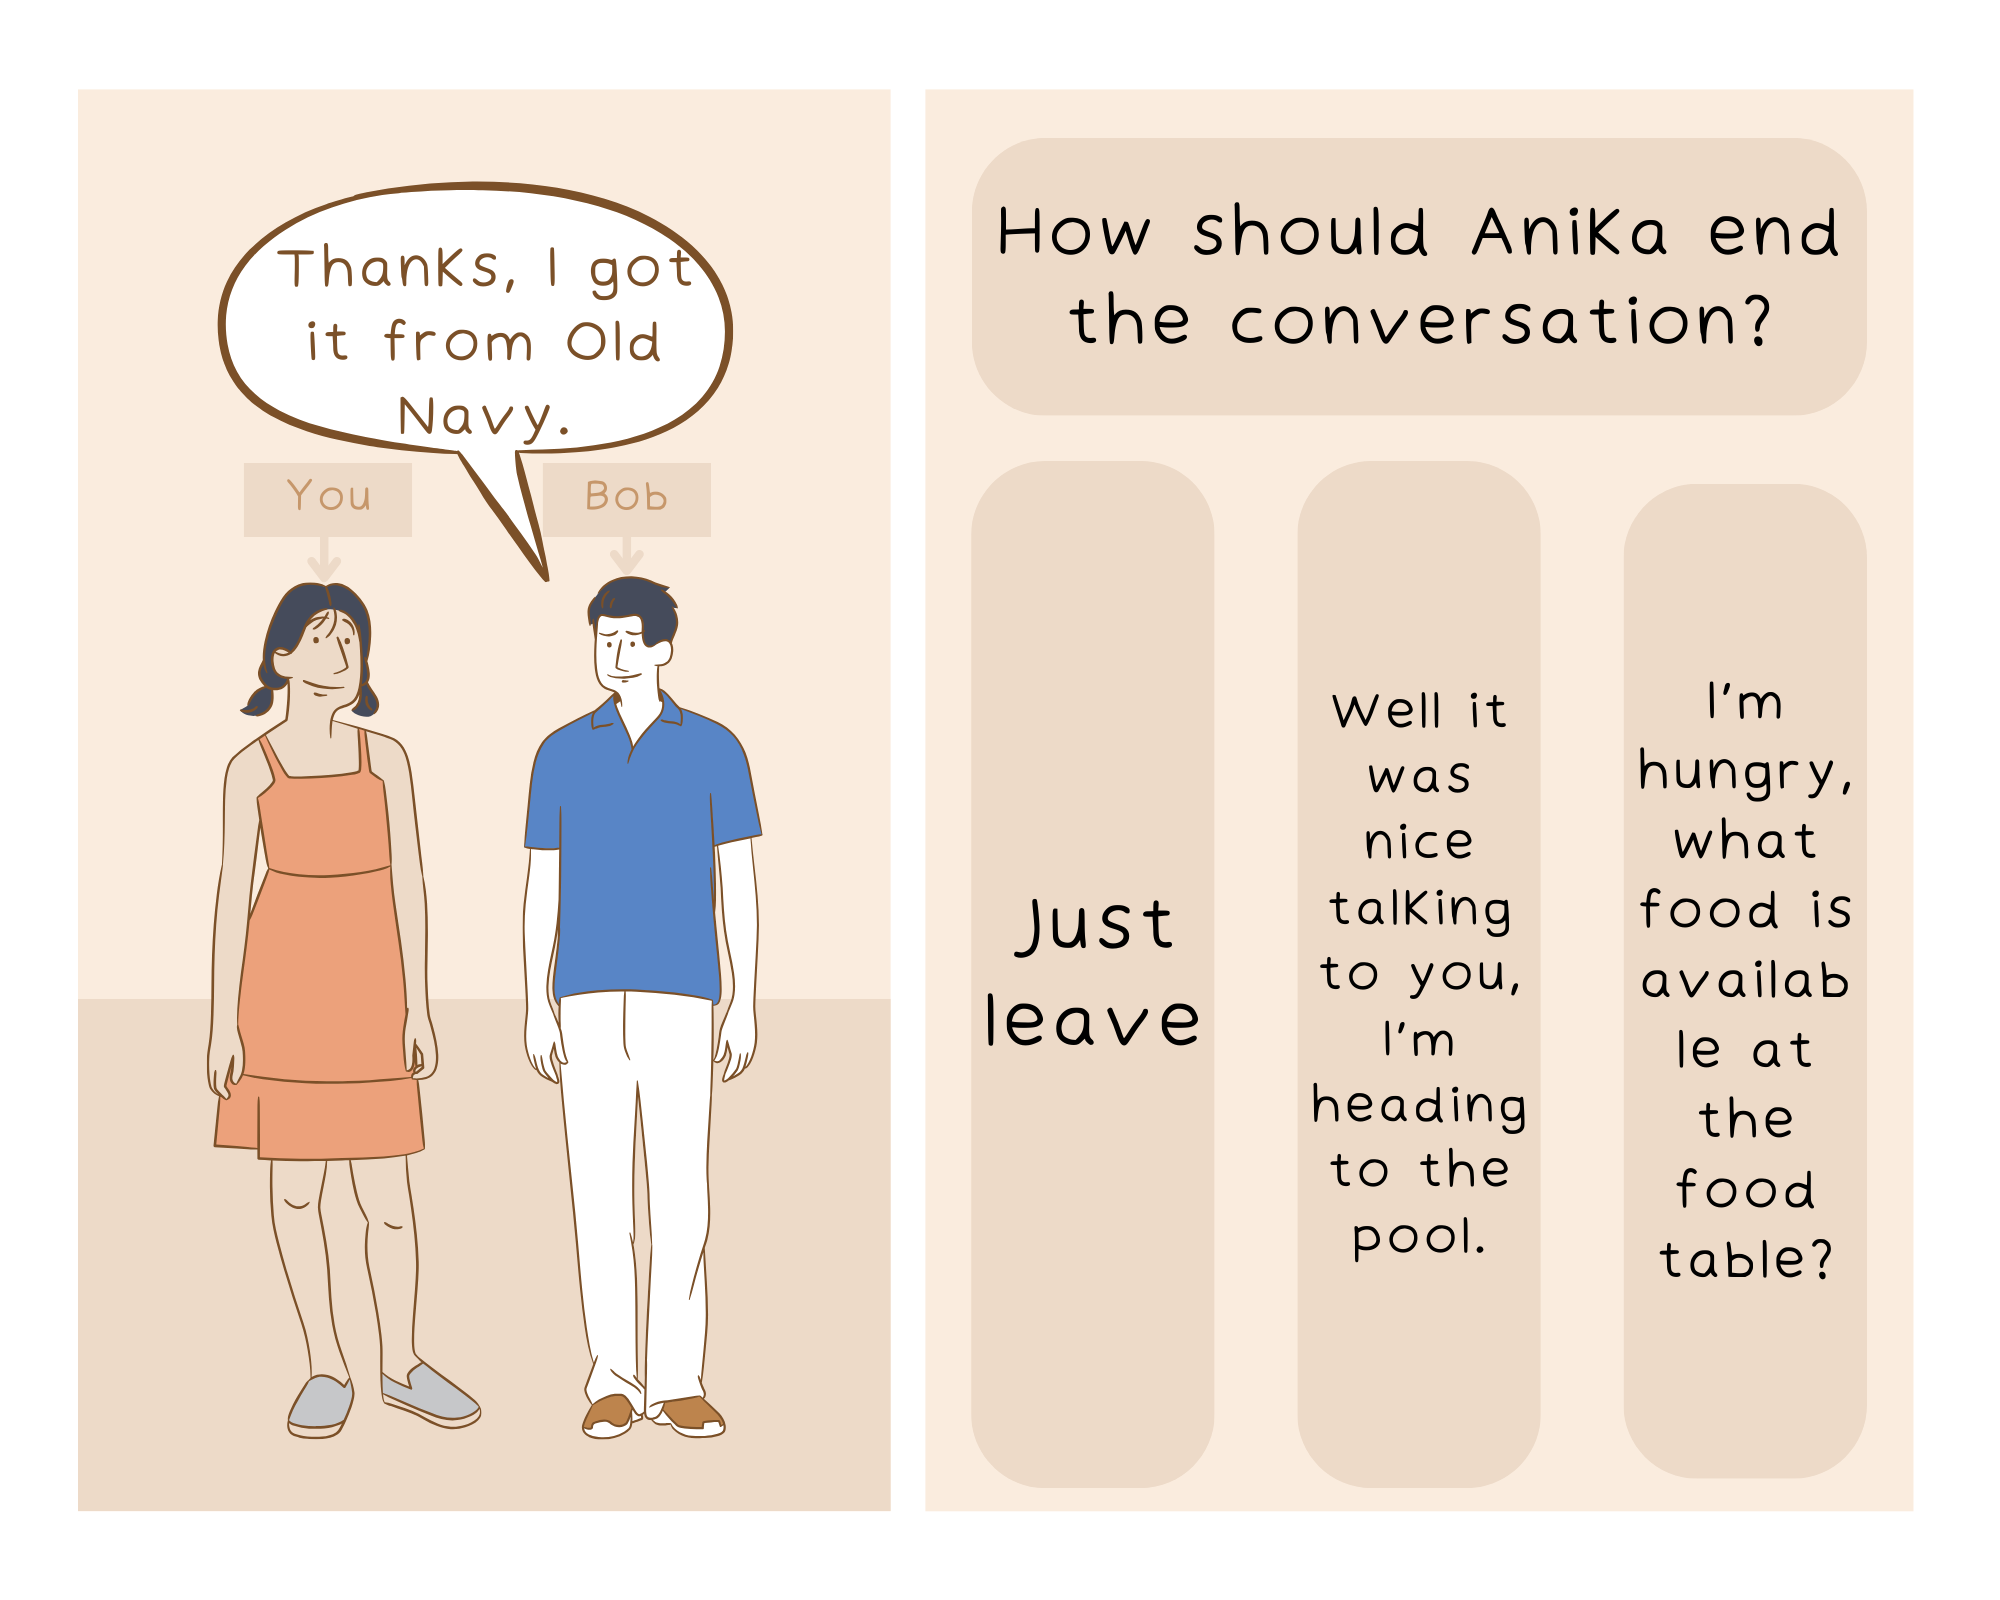 Thanks, I got
it from Old
Navy.
You
Bob
How should Anika end
the conversation?
Just
leave
Well it
was
nice
talking
to you,
I'm
heading
to the
pool.
I'm
hungry,
what
food is
availab
le at
the
food
table?